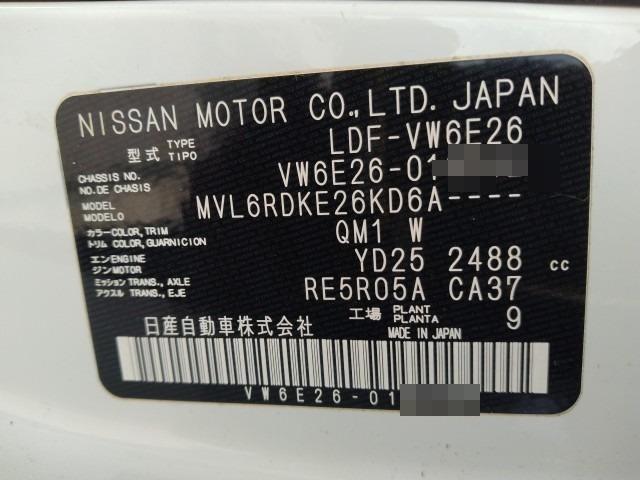 NISSAN MOTOR CO.,LTD. JAPAN
型式 TYPE TIPO LDF-VW6E26
CHASSIS NO. NO. DE CHASIS VW6E26-01
MODEL MODELO MVL6RDKE26KD6A----
カラー COLOR, TRIM トリム COLOR, GUARNICION QM1 W
エンジン ENGINE MOTOR YD25 2488 cc
ミッション TRANS., AXLE アクスル TRANS., EJE RE5R05A CA37
工場 PLANT PLANTA 9
日産自動車株式会社 MADE IN JAPAN
VW6E26-01